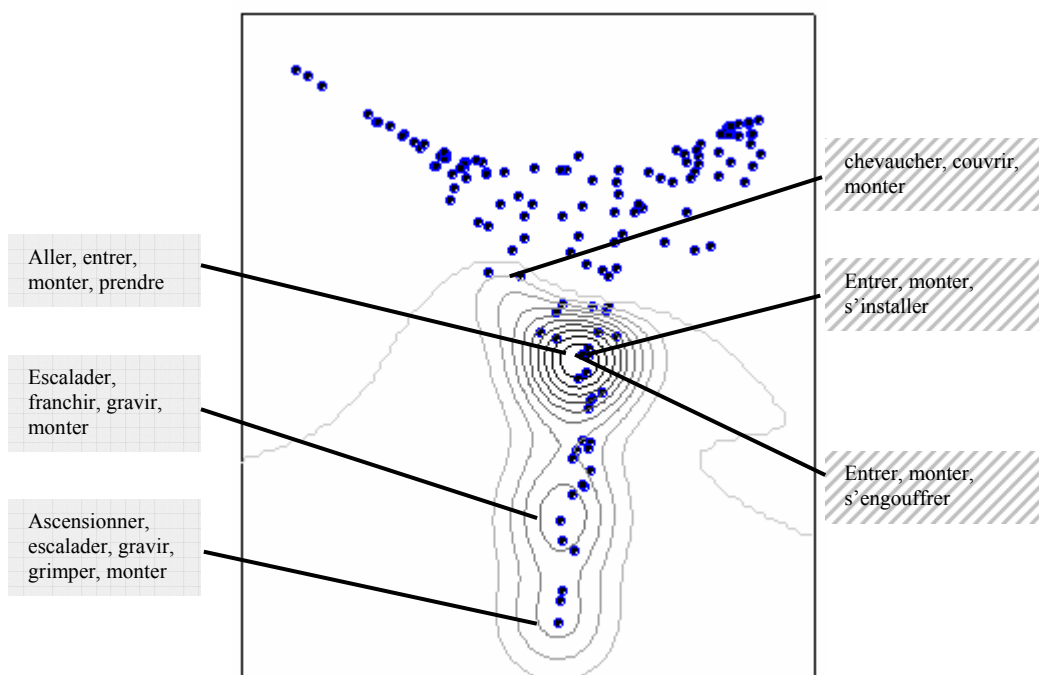 chevaucher, couvrir,
monter
Aller, entrer,
monter, prendre
Entrer, monter,
s’installer
Escalader,
franchir, gravir,
monter
Entrer, monter,
s’engouffrer
Ascensionner,
escalader, gravir,
grimper, monter